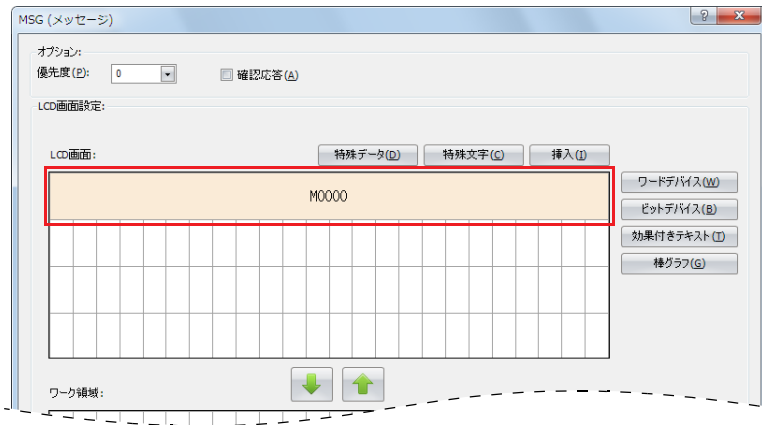 MSG (メッセージ)
オプション:
優先度(P): 0 確認応答(A)
LCD画面設定:
LCD画面: 特殊データ(D) 特殊文字(C) 挿入(I)
M0000
ワードデバイス(W)
ビットデバイス(B)
効果付きテキスト(T)
棒グラフ(G)
ワーク領域: